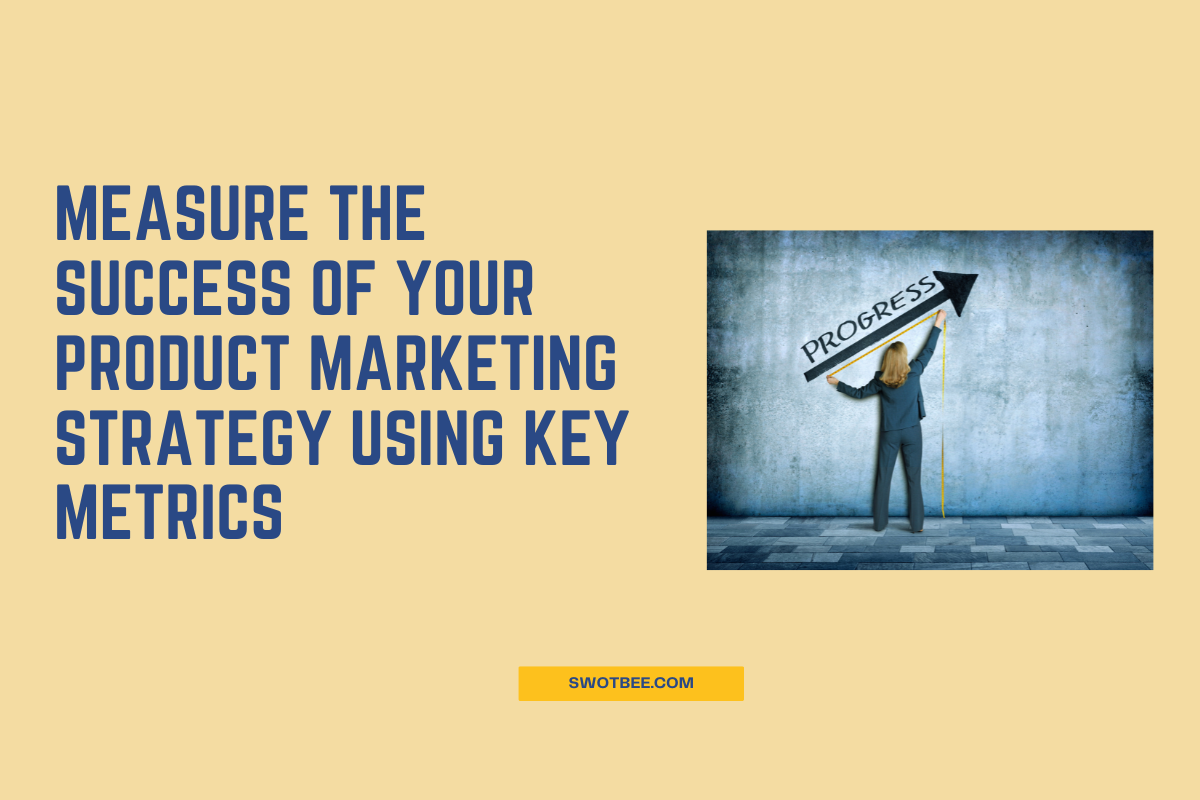 MEASURE THE
SUCCESS OF YOUR
PRODUCT MARKETING
STRATEGY USING KEY
METRICS
PROGRESS
SWOTBEE.COM